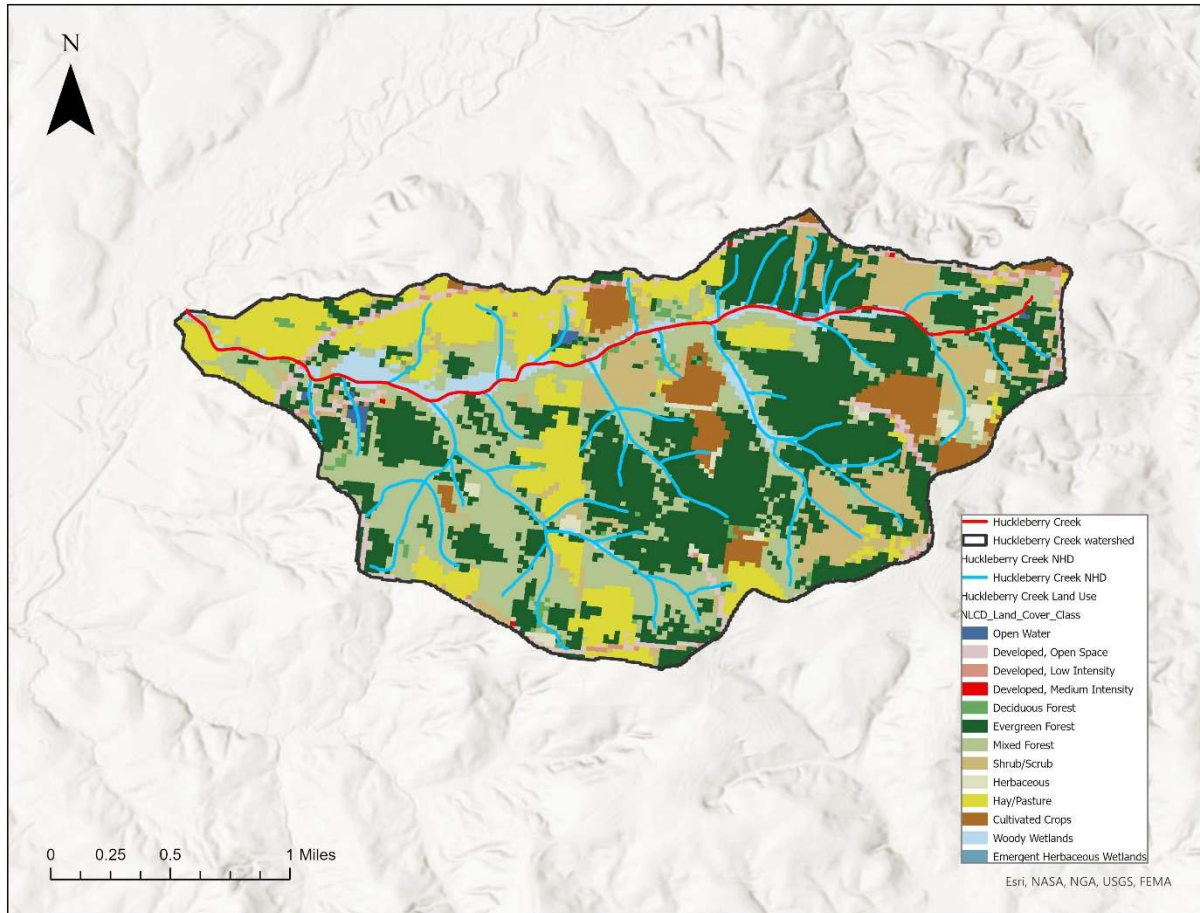 N
Huckleberry Creek
Huckleberry Creek watershed
Huckleberry Creek NHD
Huckleberry Creek NHD
Huckleberry Creek Land Use
NLCD_Land_Cover_Class
Open Water
Developed, Open Space
Developed, Low Intensity
Developed, Medium Intensity
Deciduous Forest
Evergreen Forest
Mixed Forest
Shrub/Scrub
Herbaceous
Hay/Pasture
Cultivated Crops
Woody Wetlands
Emergent Herbaceous Wetlands
0 0.25 0.5 1 Miles
Esri, NASA, NGA, USGS, FEMA